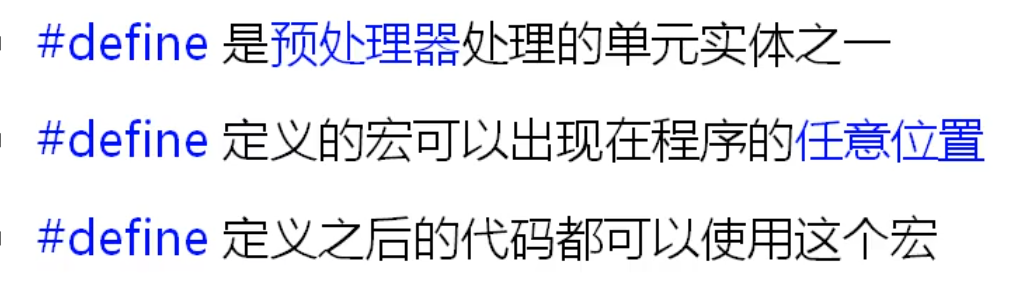 #define 是预处理器处理的单元实体之一
#define 定义的宏可以出现在程序的任意位置
#define 定义之后的代码都可以使用这个宏